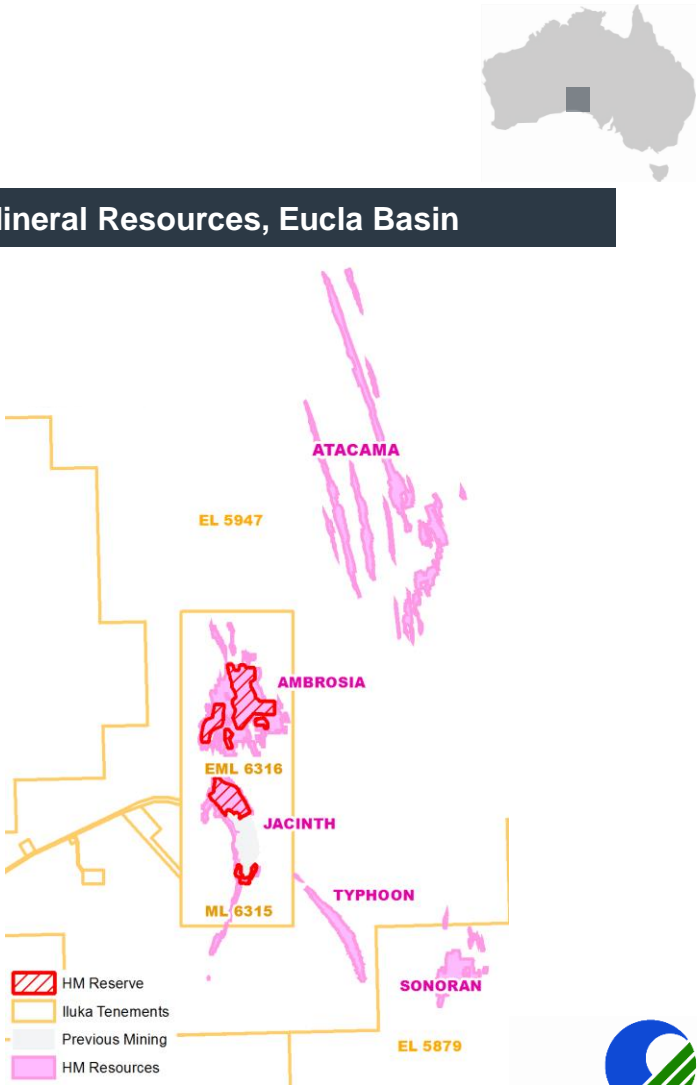 Mineral Resources, Eucla Basin
ATACAMA
EL 5947
AMBROSIA
EML 6316
JACINTH
TYPHOON
ML 6315
SONORAN
EL 5879
HM Reserve
Iluka Tenements
Previous Mining
HM Resources